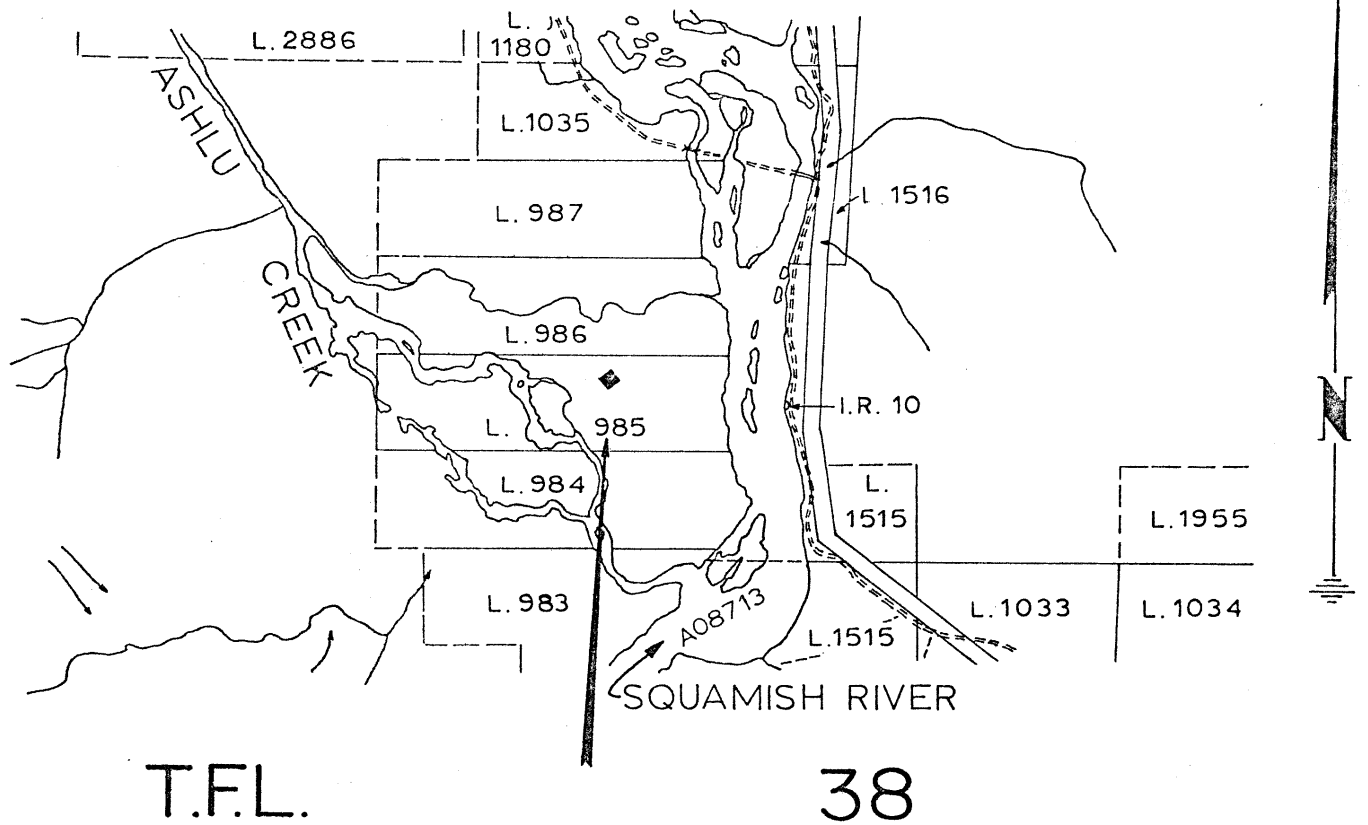 L. 2886
L.
1180
ASHLU
CREEK
L.1035
L. 987
L. 1516
L. 986
I.R. 10
L. 985
L. 984
L.
1515
L.1955
L. 983
A08713
L.1515
L.1033
L.1034
N
SQUAMISH RIVER
T.F.L. 38